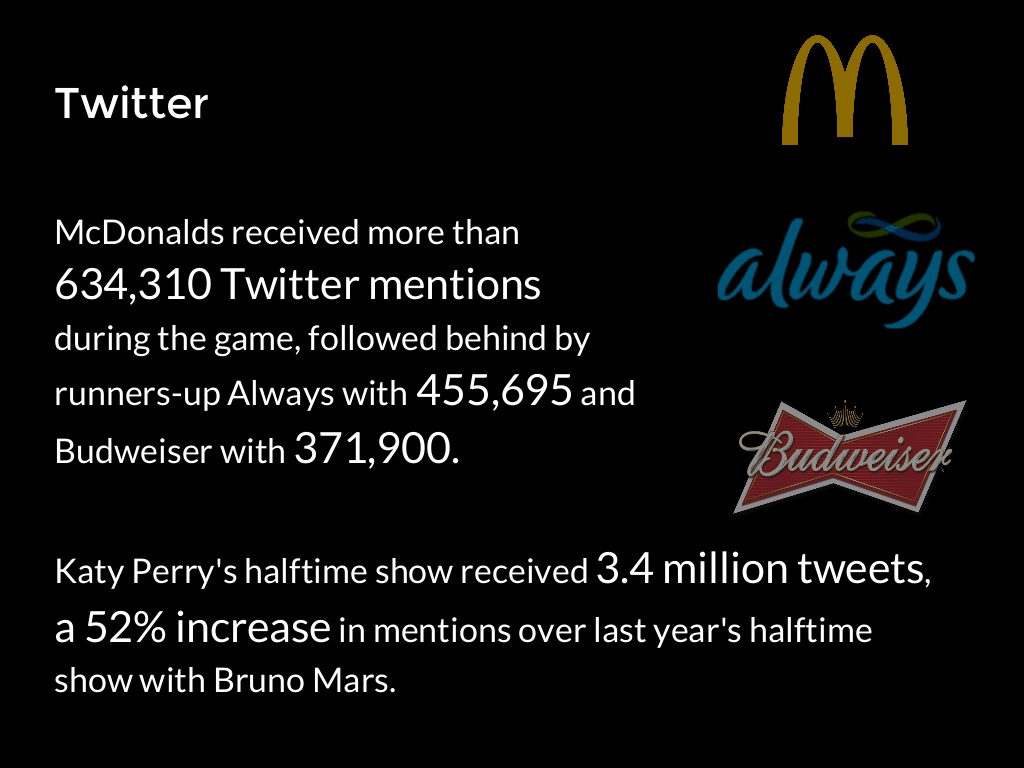 Twitter
McDonalds received more than
634,310 Twitter mentions
during the game, followed behind by
runners-up Always with 455,695 and
Budweiser with 371,900.
Katy Perry's halftime show received 3.4 million tweets,
a 52% increase in mentions over last year's halftime
show with Bruno Mars.
always
Budweiser